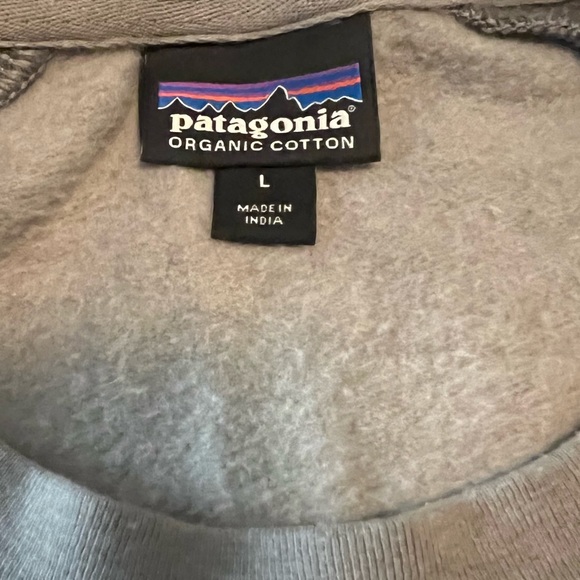 patagonia®
ORGANIC COTTON
L
MADE IN
INDIA